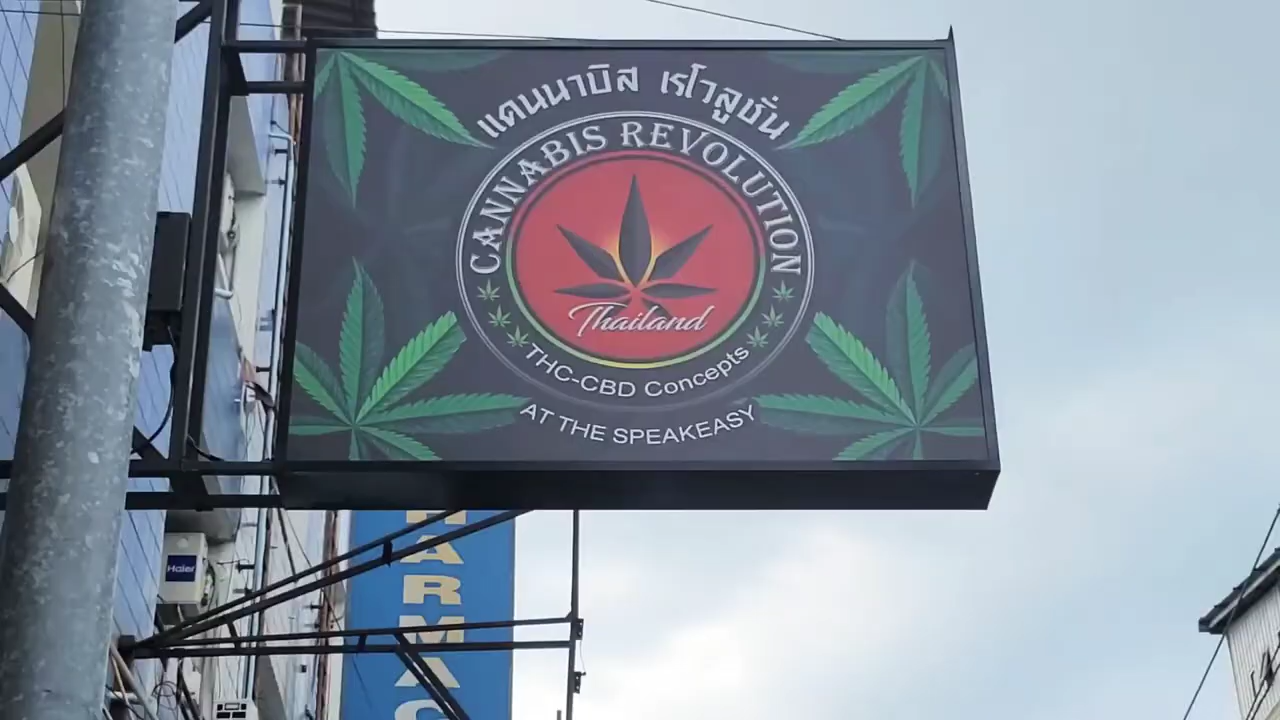 แคนนาบิส เรโวลูชั่น
CANNABIS REVOLUTION
Thailand
THC-CBD Concepts
AT THE SPEAKEASY
Haier
HARMAC